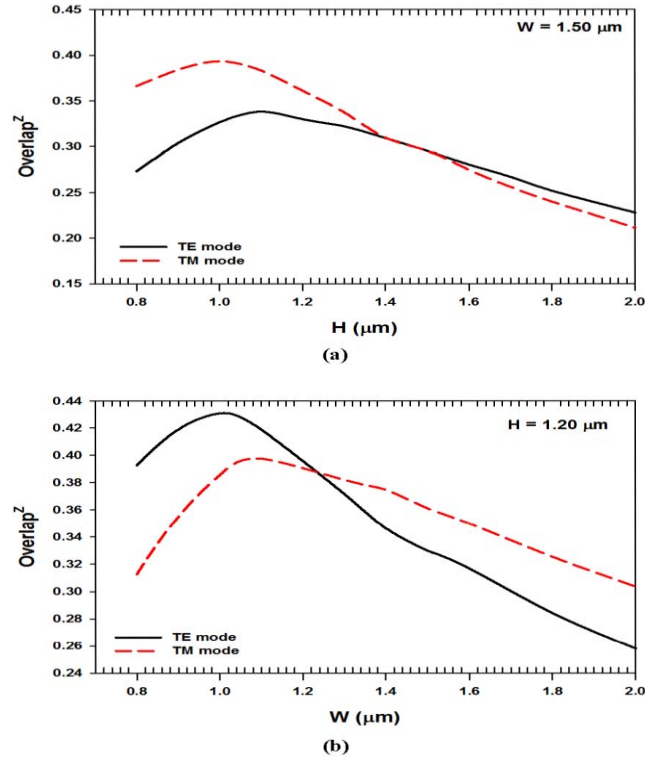 0.45
W = 1.50 μm
0.40
0.35
0.30
0.25
0.20
0.15
Overlap^Z
TE mode
TM mode
0.8 1.0 1.2 1.4 1.6 1.8 2.0
H (μm)
(a)
0.44
H = 1.20 μm
0.42
0.40
0.38
0.36
0.34
0.32
0.30
0.28
0.26
0.24
Overlap^Z
TE mode
TM mode
0.8 1.0 1.2 1.4 1.6 1.8 2.0
W (μm)
(b)